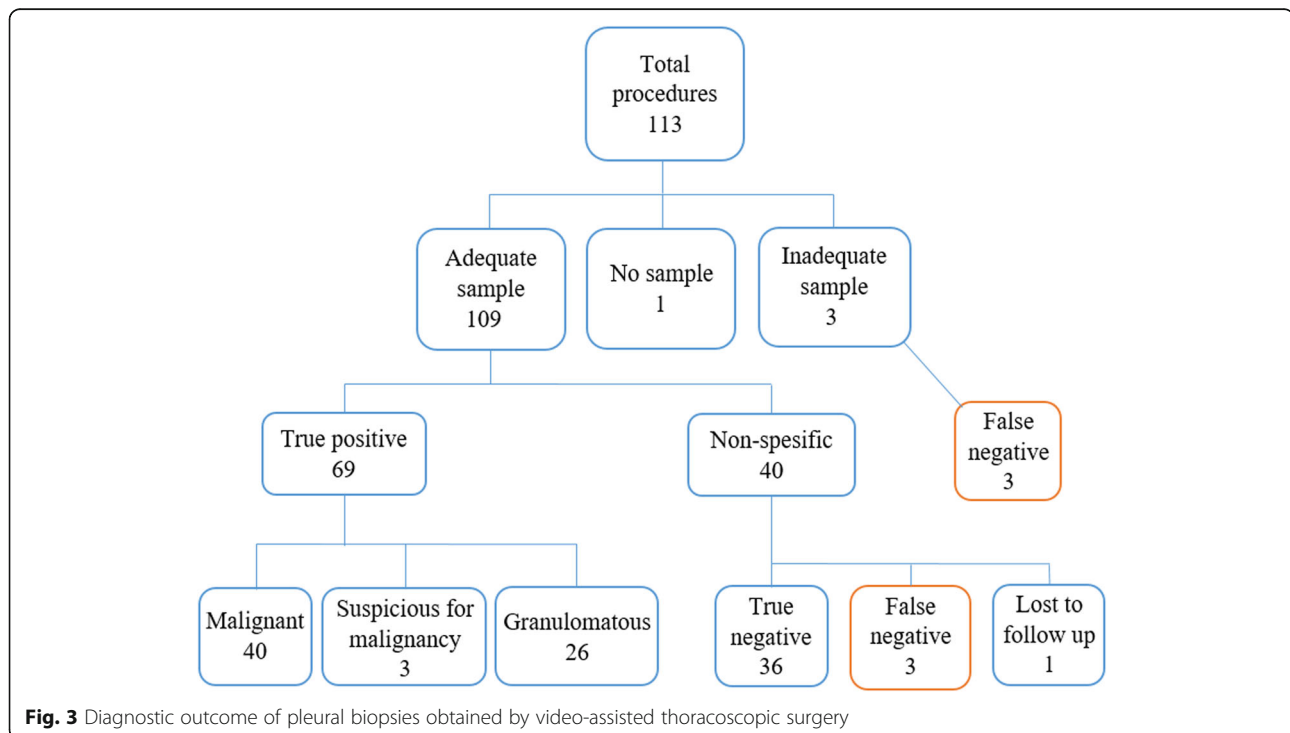 Total
procedures
113
Adequate
sample
109
No sample
1
Inadequate
sample
3
True positive
69
Non-spesific
40
False
negative
3
Malignant
40
Suspicious for
malignancy
3
Granulomatous
26
True
negative
36
False
negative
3
Lost to
follow up
1
Fig. 3 Diagnostic outcome of pleural biopsies obtained by video-assisted thoracoscopic surgery